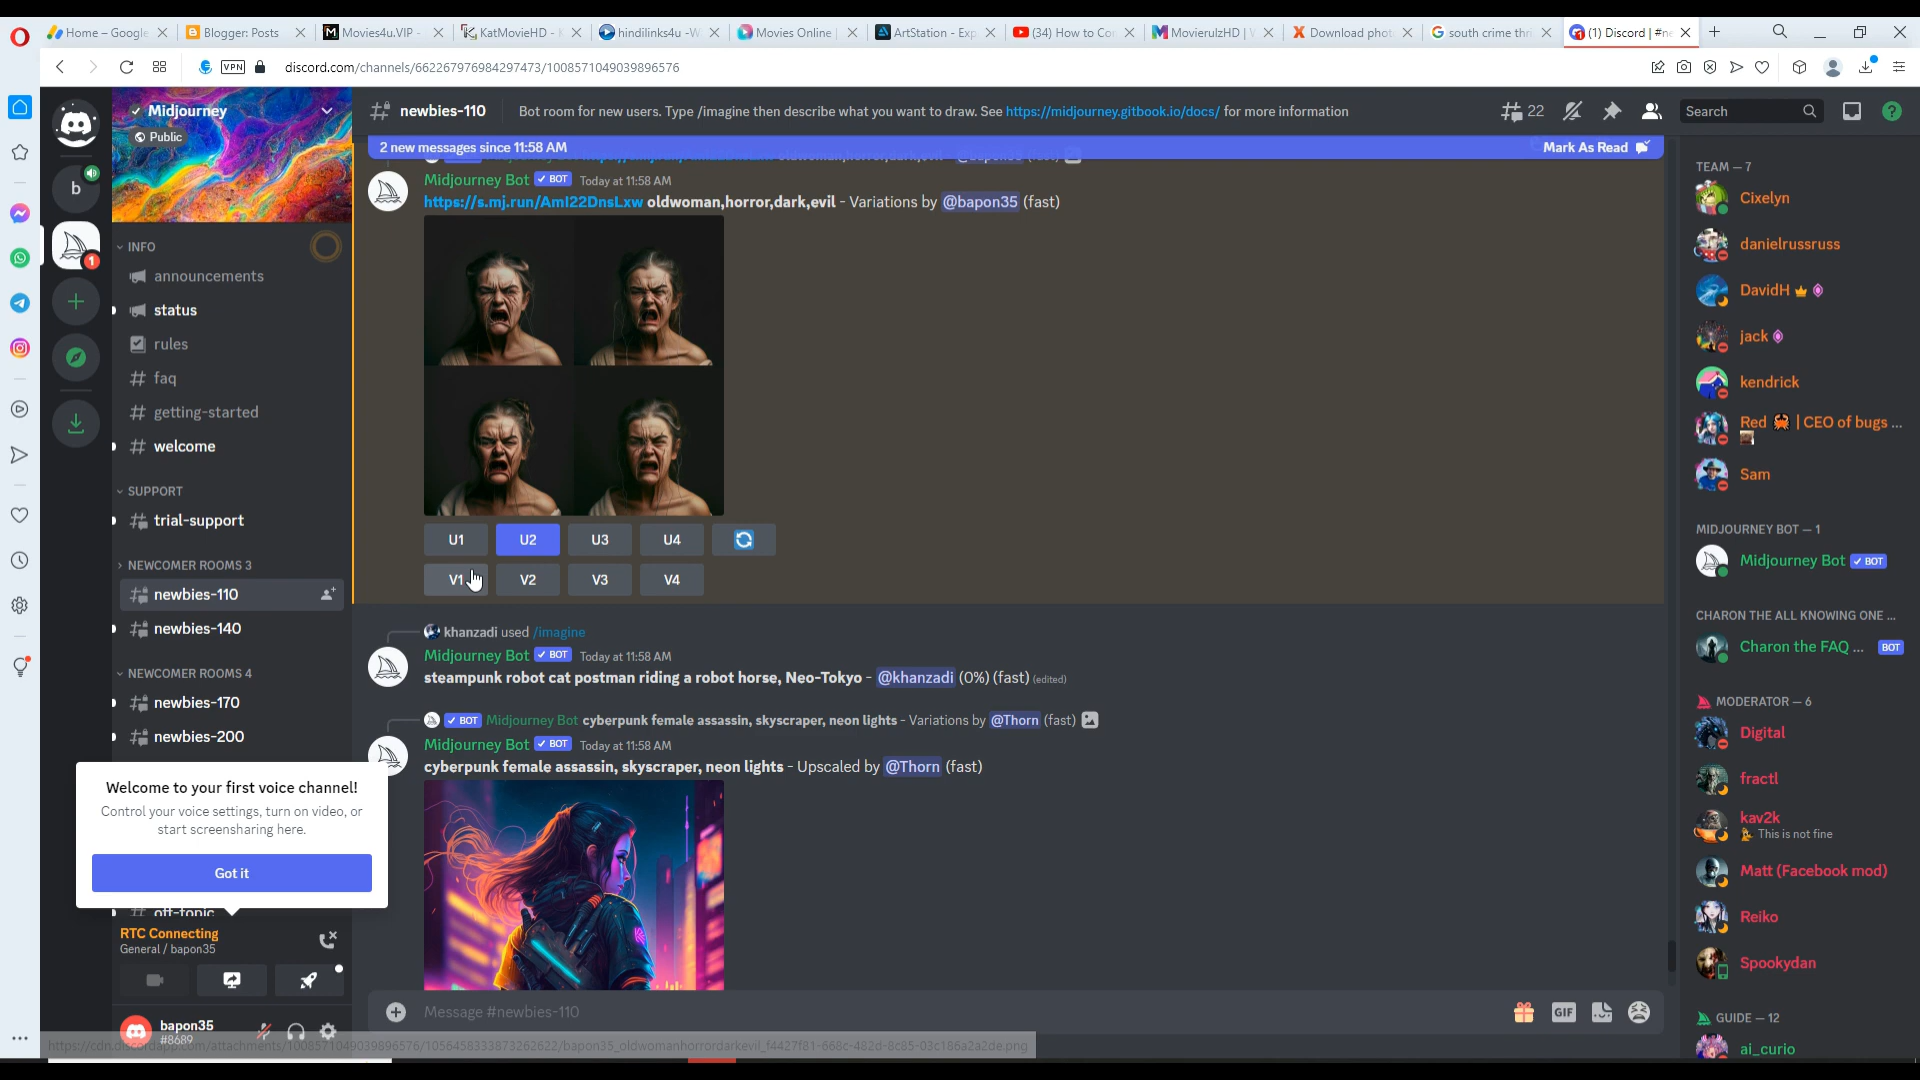 Home – Google
Blogger: Posts
Movies4u.VIP -
KatMovieHD -
hindilinks4u -W
Movies Online
ArtStation - Exp
(34) How to Co
MovierulzHD |
Download phot
south crime thri
(1) Discord | #ne
VPN
discord.com/channels/662267976984297473/1008571049039896576
Midjourney
Public
newbies-110
Bot room for new users. Type /imagine then describe what you want to draw. See https://midjourney.gitbook.io/docs/ for more information
22
Search
2 new messages since 11:58 AM
Mark As Read
b
1
INFO
announcements
status
rules
# faq
# getting-started
# welcome
SUPPORT
trial-support
NEWCOMER ROOMS 3
newbies-110
newbies-140
NEWCOMER ROOMS 4
newbies-170
newbies-200
Welcome to your first voice channel!
Control your voice settings, turn on video, or
start screensharing here.
Got it
# off-topic
RTC Connecting
General / bapon35
bapon35
#8689
Midjourney Bot ✓ BOT Today at 11:58 AM
https://s.mj.run/AmI22DnsLxw oldwoman,horror,dark,evil - Variations by @bapon35 (fast)
U1
U2
U3
U4
V1
V2
V3
V4
khanzadi used /imagine
Midjourney Bot ✓ BOT Today at 11:58 AM
steampunk robot cat postman riding a robot horse, Neo-Tokyo - @khanzadi (0%) (fast) (edited)
✓ BOT Midjourney Bot cyberpunk female assassin, skyscraper, neon lights - Variations by @Thorn (fast)
Midjourney Bot ✓ BOT Today at 11:58 AM
cyberpunk female assassin, skyscraper, neon lights - Upscaled by @Thorn (fast)
Message #newbies-110
GIF
TEAM — 7
Cixelyn
danielrussruss
DavidH
jack
kendrick
Red 🦀 | CEO of bugs ...
Sam
MIDJOURNEY BOT — 1
Midjourney Bot ✓ BOT
CHARON THE ALL KNOWING ONE ...
Charon the FAQ ... BOT
MODERATOR — 6
Digital
fractl
kav2k
This is not fine
Matt (Facebook mod)
Reiko
Spookydan
GUIDE — 12
ai_curio